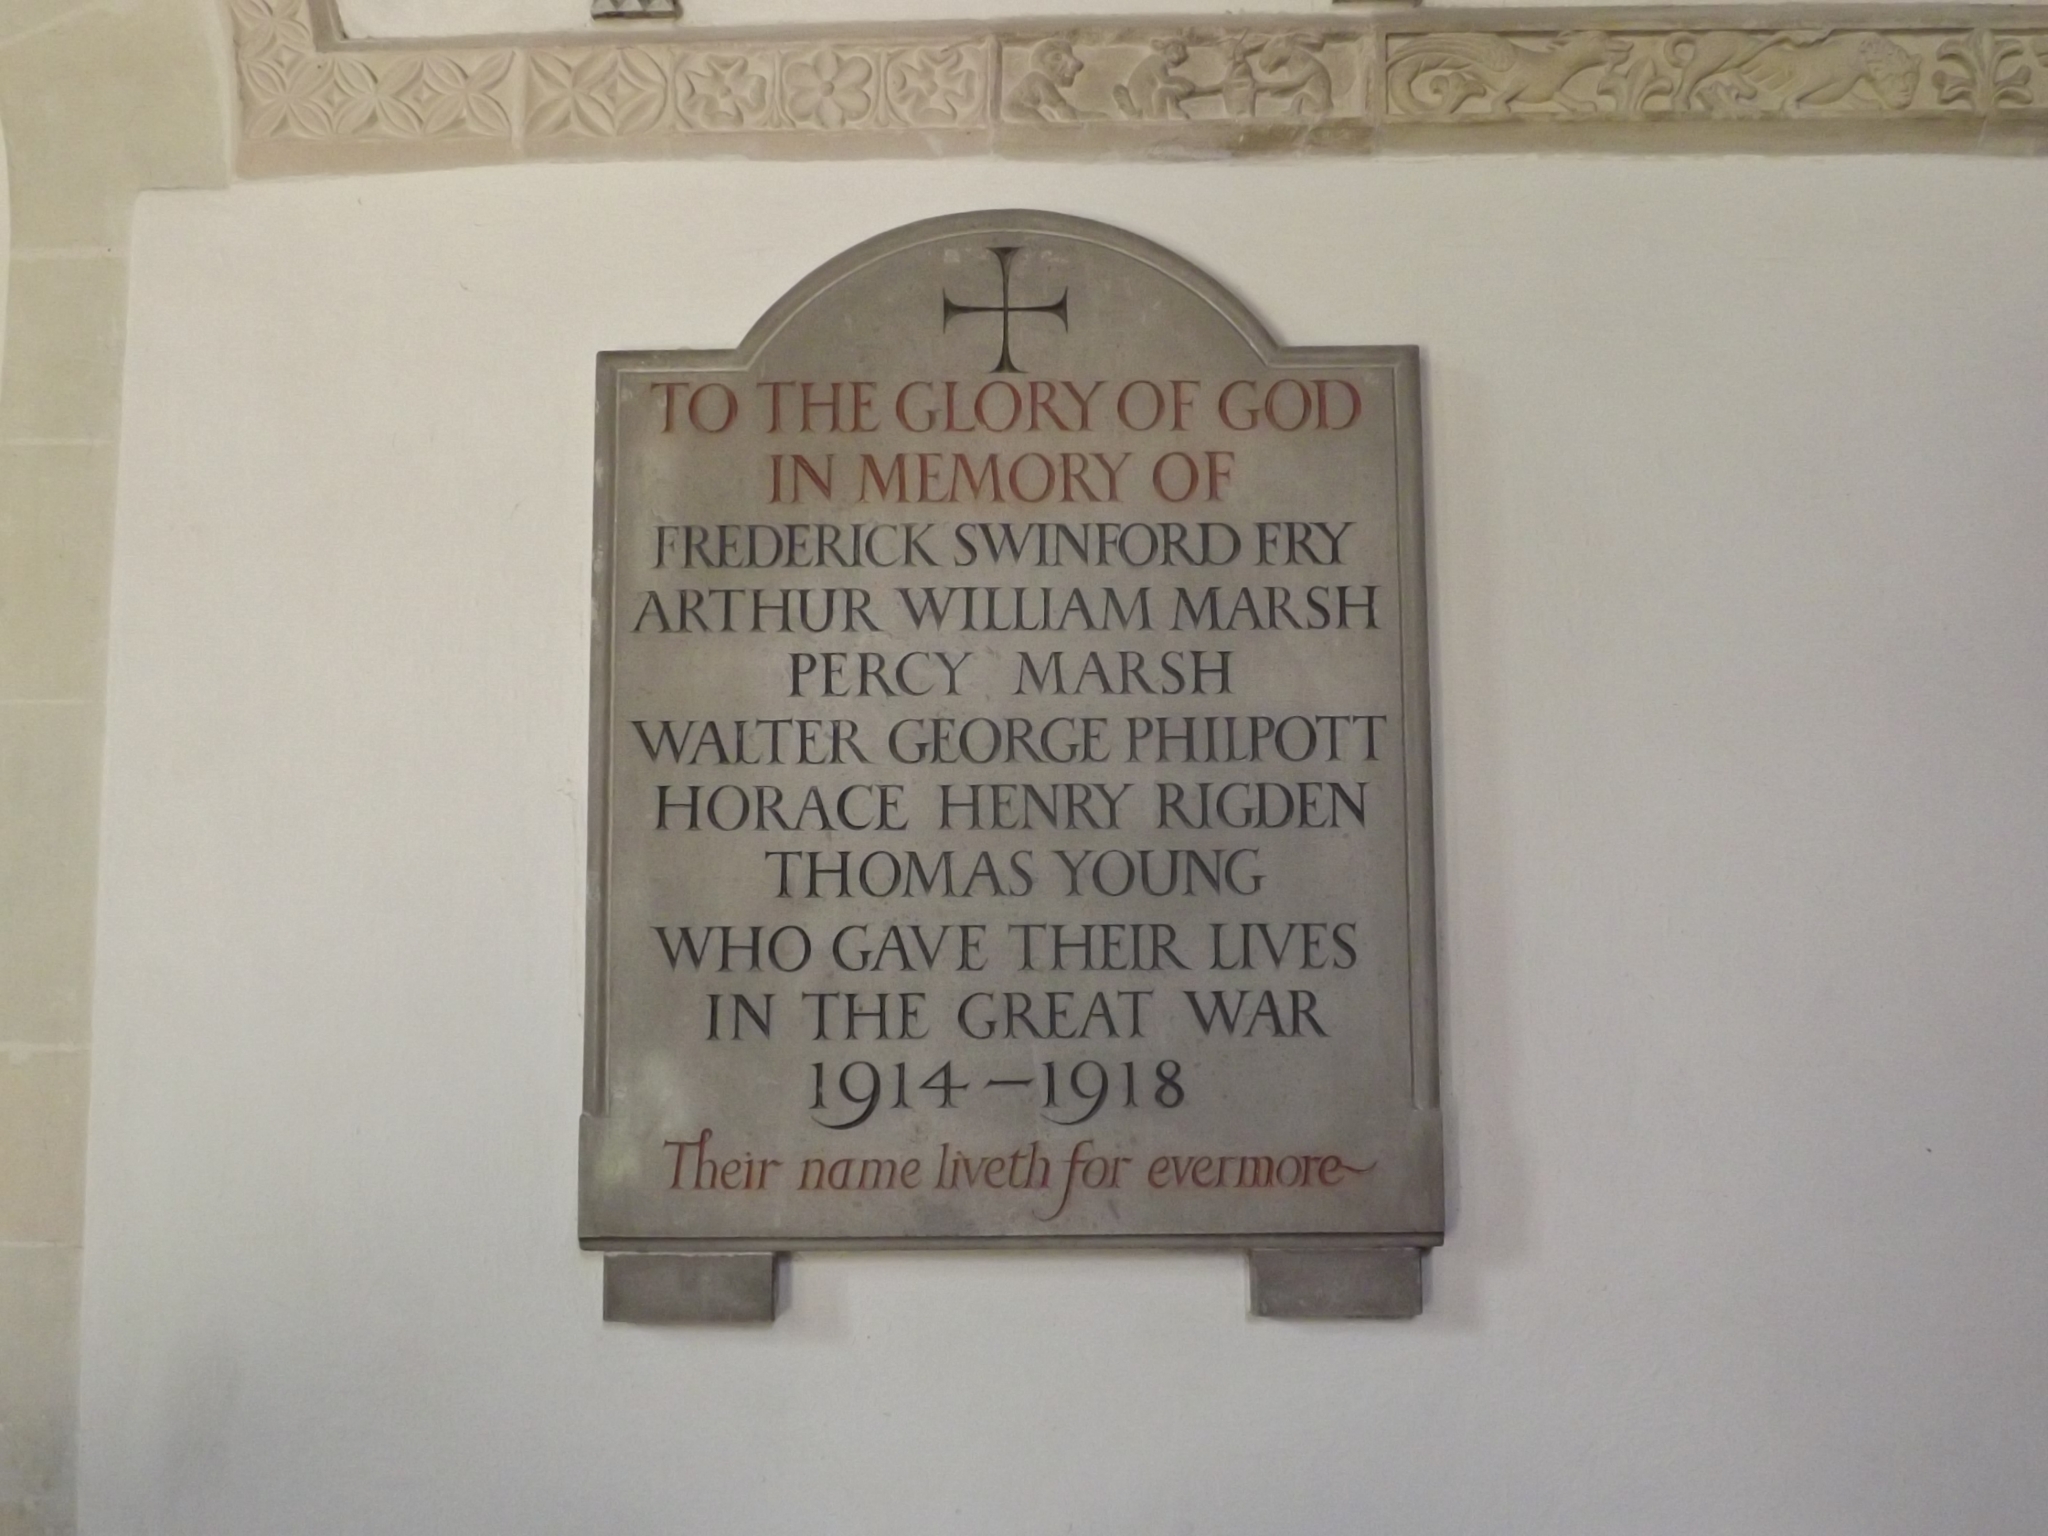 TO THE GLORY OF GOD
IN MEMORY OF
FREDERICK SWINFORD FRY
ARTHUR WILLIAM MARSH
PERCY MARSH
WALTER GEORGE PHILPOTT
HORACE HENRY RIGDEN
THOMAS YOUNG
WHO GAVE THEIR LIVES
IN THE GREAT WAR
1914-1918
Their name liveth for evermore~